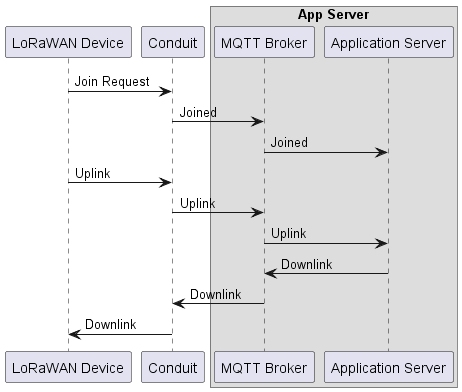 App Server
LoRaWAN Device
Conduit
MQTT Broker
Application Server
Join Request
Joined
Joined
Uplink
Uplink
Uplink
Downlink
Downlink
Downlink
LoRaWAN Device
Conduit
MQTT Broker
Application Server